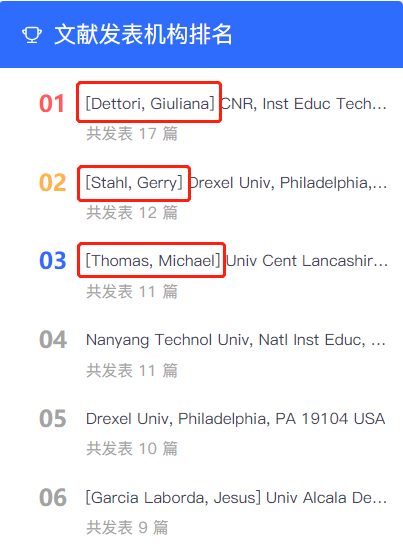 文献发表机构排名
01 [Dettori, Giuliana] CNR, Inst Educ Tech...
共发表 17 篇
02 [Stahl, Gerry] Drexel Univ, Philadelphia,...
共发表 12 篇
03 [Thomas, Michael] Univ Cent Lancashir...
共发表 11 篇
04 Nanyang Technol Univ, Natl Inst Educ, ...
共发表 11 篇
05 Drexel Univ, Philadelphia, PA 19104 USA
共发表 10 篇
06 [Garcia Laborda, Jesus] Univ Alcala De...
共发表 9 篇